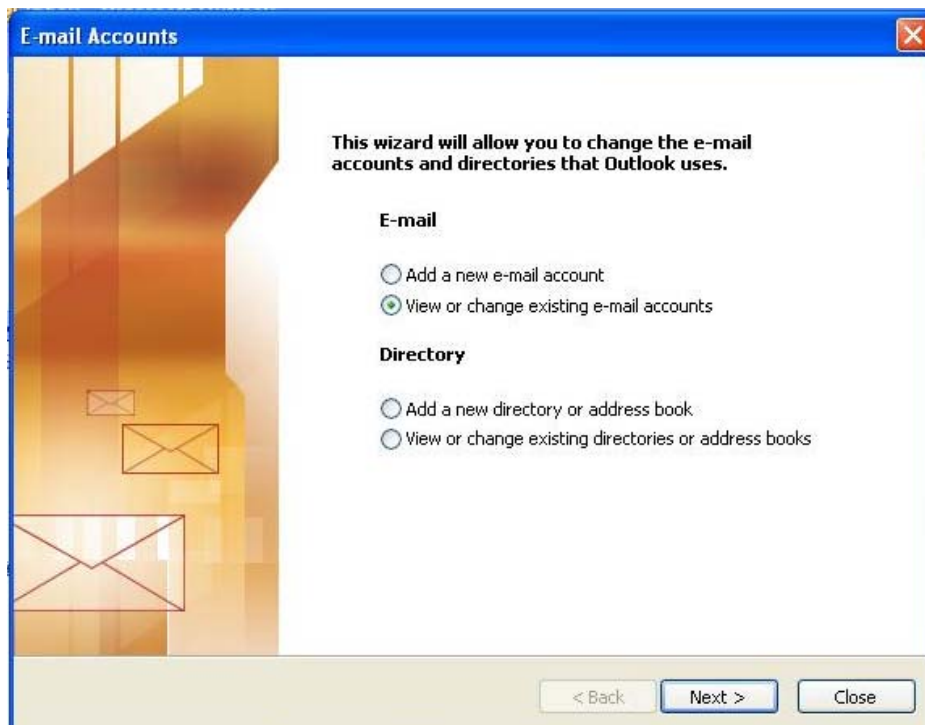 E-mail Accounts
This wizard will allow you to change the e-mail
accounts and directories that Outlook uses.
E-mail
Add a new e-mail account
View or change existing e-mail accounts
Directory
Add a new directory or address book
View or change existing directories or address books
< Back
Next >
Close